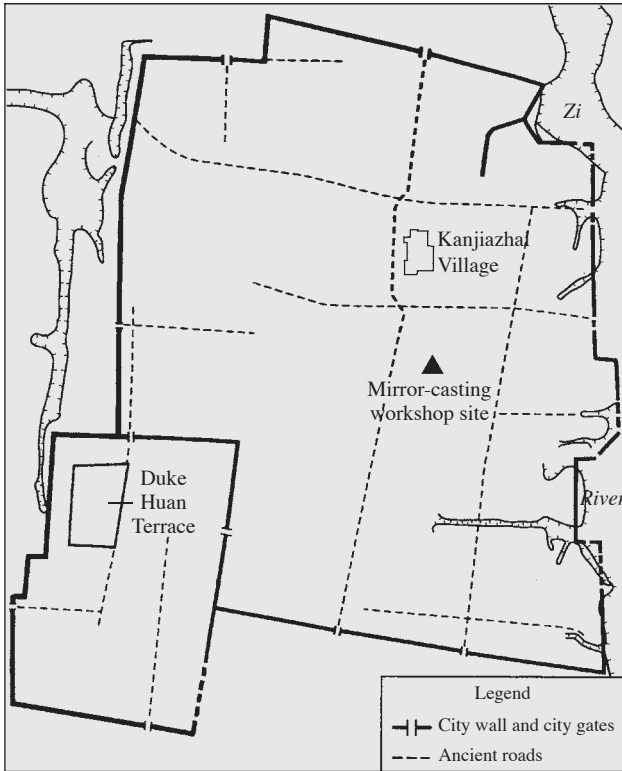 Zi
Kanjiazhai
Village
Mirror-casting
workshop site
Duke
Huan
Terrace
River
Legend
City wall and city gates
Ancient roads